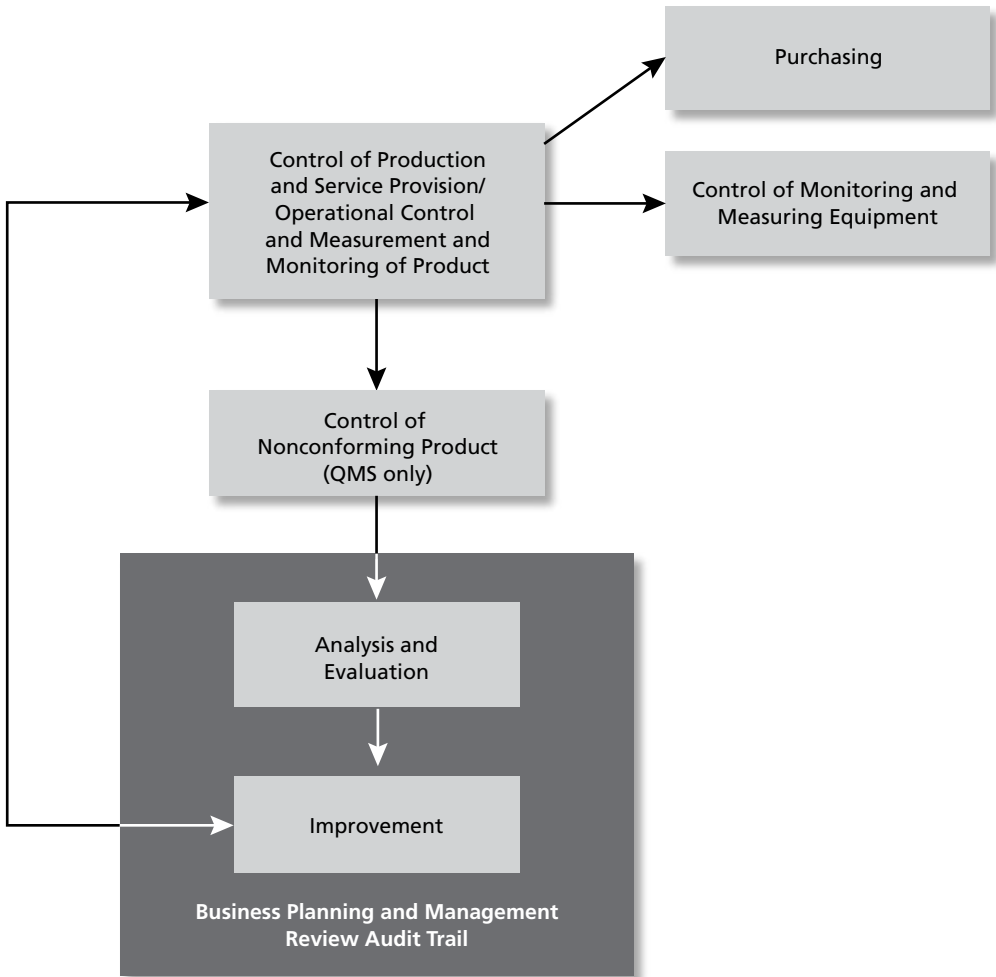 Purchasing
Control of Production
and Service Provision/
Operational Control
and Measurement and
Monitoring of Product
Control of Monitoring and
Measuring Equipment
Control of
Nonconforming Product
(QMS only)
Analysis and
Evaluation
Improvement
Business Planning and Management
Review Audit Trail